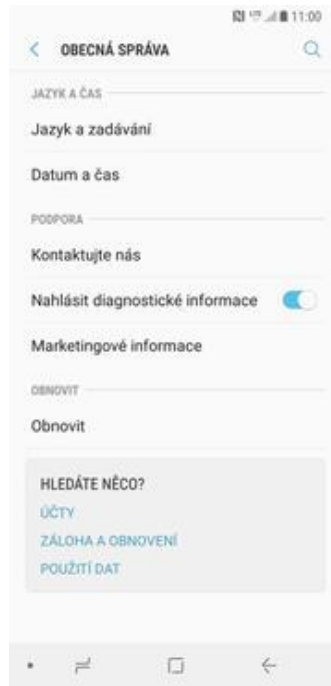 11:00
OBECNÁ SPRÁVA
JAZYK A ČAS
Jazyk a zadávání
Datum a čas
PODPORA
Kontaktujte nás
Nahlásit diagnostické informace
Marketingové informace
OBNOVIT
Obnovit
HLEDÁTE NĚCO?
ÚČTY
ZÁLOHA A OBNOVENÍ
POUŽITÍ DAT